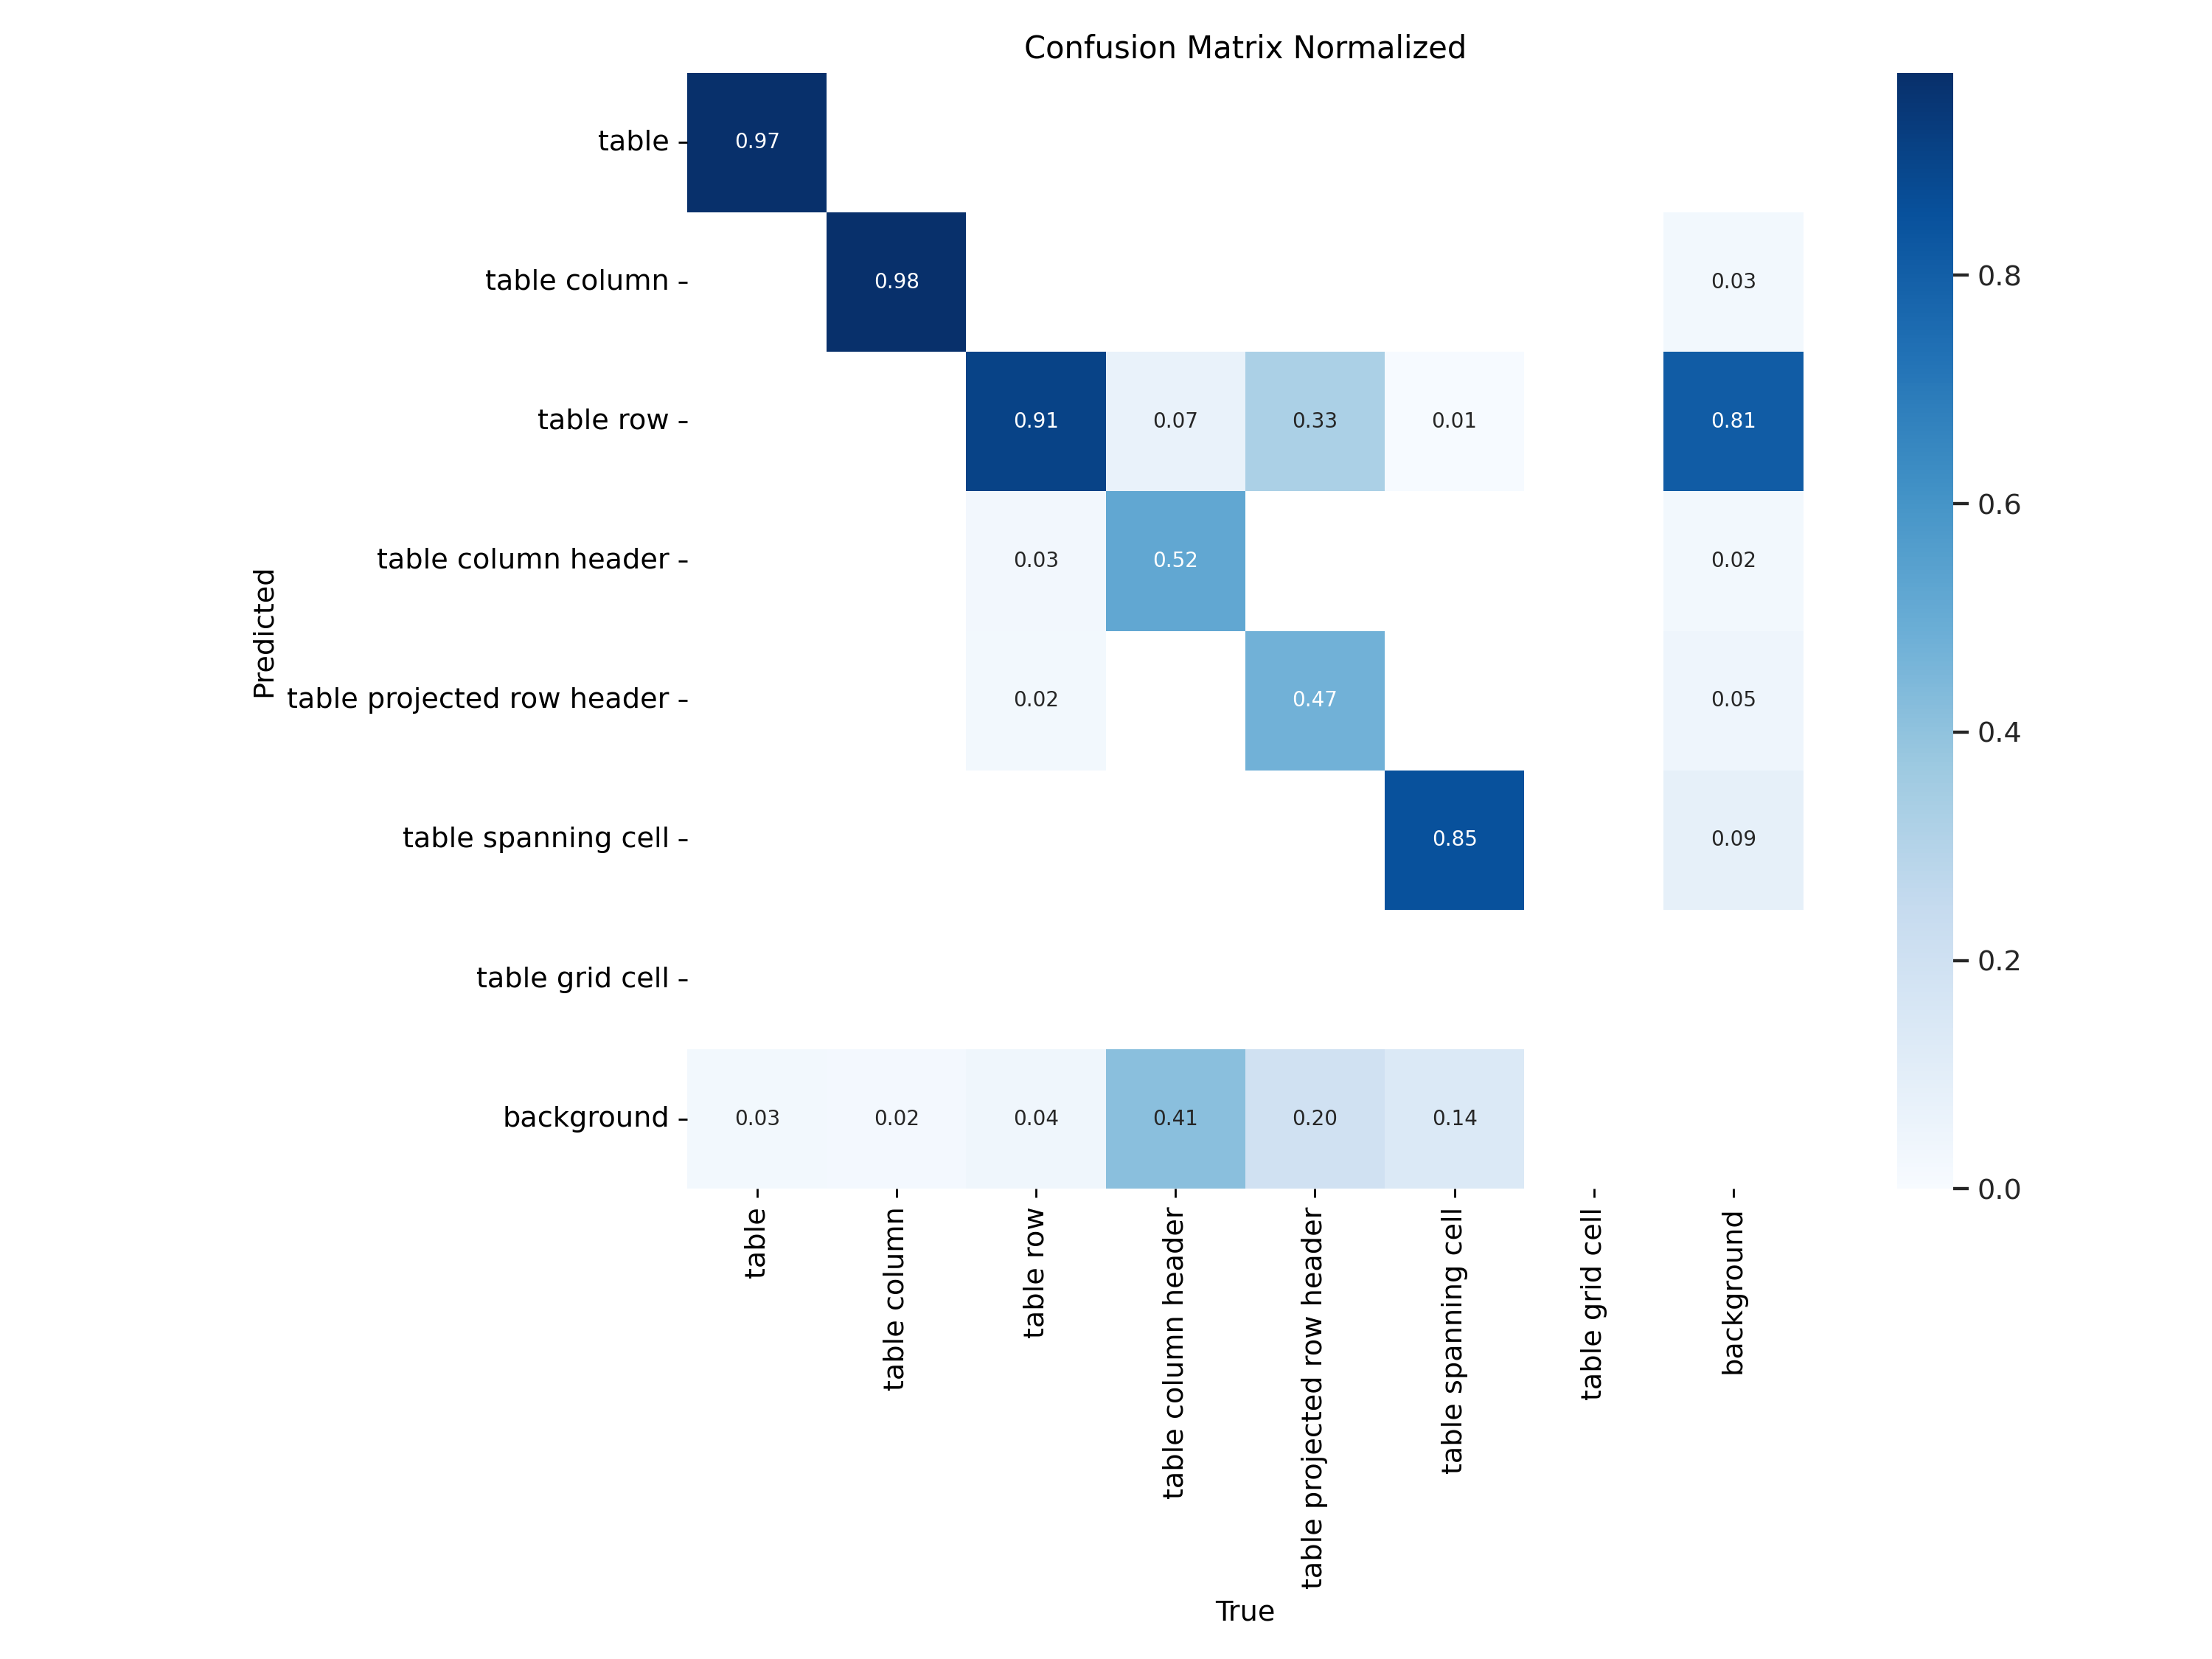 Confusion Matrix Normalized
table
0.97
table column
0.98
0.03
0.8
table row
0.91
0.07
0.33
0.01
0.81
0.6
table column header
0.03
0.52
0.02
Predicted
table projected row header
0.02
0.47
0.05
0.4
table spanning cell
0.85
0.09
table grid cell
0.2
background
0.03
0.02
0.04
0.41
0.20
0.14
0.0
table
table column
table row
table column header
table projected row header
table spanning cell
table grid cell
background
True